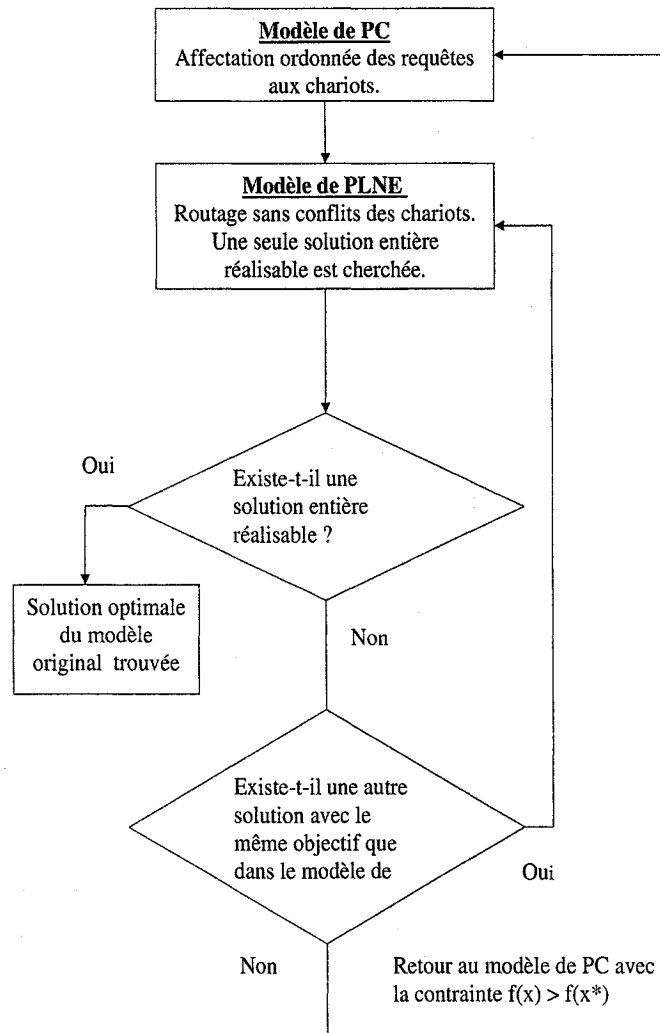 Modèle de PC
Affectation ordonnée des requêtes
aux chariots.
Modèle de PLNE
Routage sans conflits des chariots.
Une seule solution entière
réalisable est cherchée.
Oui
Existe-t-il une
solution entière
réalisable ?
Solution optimale
du modèle
original trouvée
Non
Existe-t-il une autre
solution avec le
même objectif que
dans le modèle de
Oui
Non
Retour au modèle de PC avec
la contrainte f(x) > f(x*)